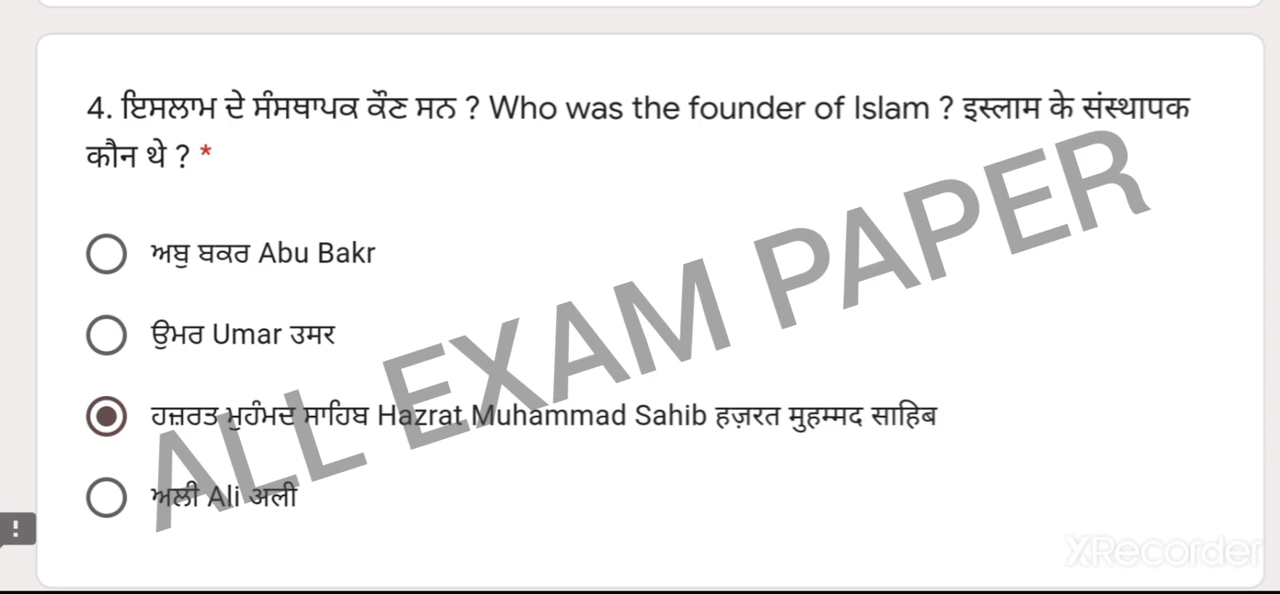 4. ਇਸਲਾਮ ਦੇ ਸੰਸਥਾਪਕ ਕੌਣ ਸਨ ? Who was the founder of Islam ? इस्लाम के संस्थापक
कौन थे ? *
ਅਬੁ ਬਕਰ Abu Bakr
ਉਮਰ Umar उमर
ਹਜ਼ਰਤ ਮੁਹੰਮਦ ਸਾਹਿਬ Hazrat Muhammad Sahib हज़रत मुहम्मद साहिब
ਅਲੀ Ali अली
ALL EXAM PAPER
XRecorder